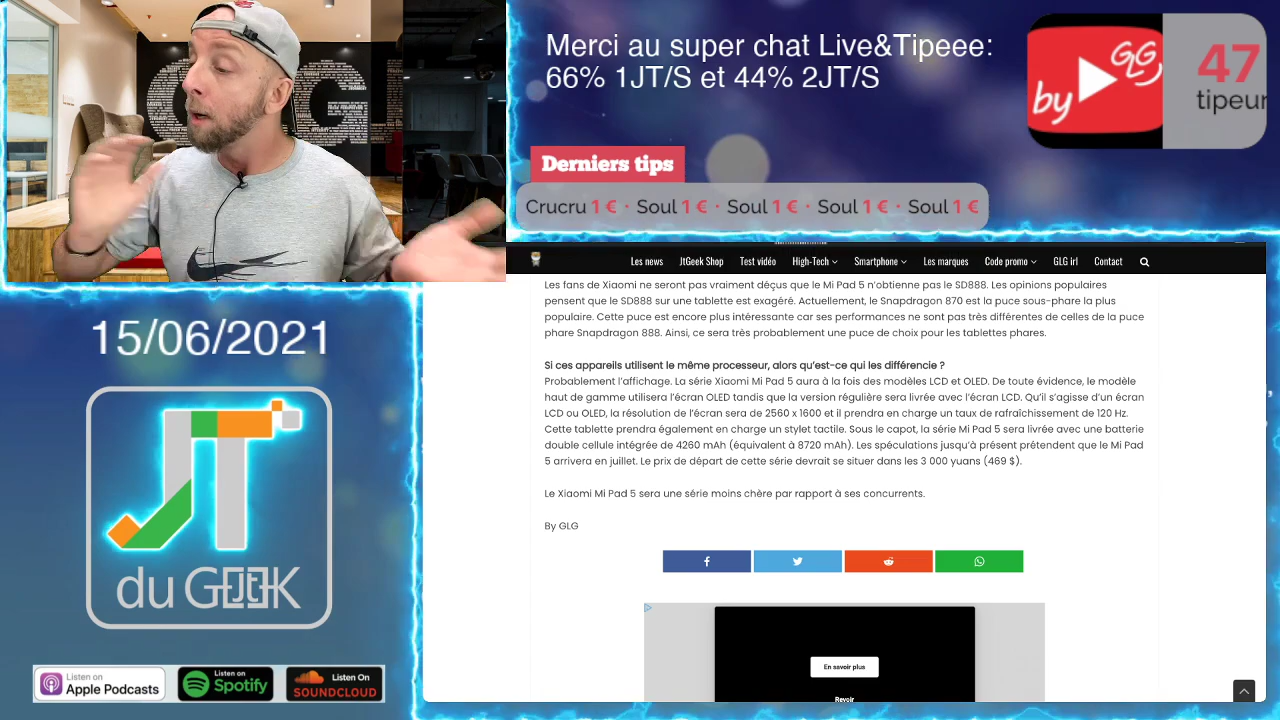 Merci au super chat Live&Tipeee:
66% 1JT/S et 44% 2JT/S
by GLG
47
tipeur
Derniers tips
Crucru 1 € · Soul 1 € · Soul 1 € · Soul 1 € · Soul 1 €
Les news JtGeek Shop Test vidéo High-Tech Smartphone Les marques Code promo GLG irl Contact
Les fans de Xiaomi ne seront pas vraiment déçus que le Mi Pad 5 n'obtienne pas le SD888. Les opinions populaires
pensent que le SD888 sur une tablette est exagéré. Actuellement, le Snapdragon 870 est la puce sous-phare la plus
populaire. Cette puce est encore plus intéressante car ses performances ne sont pas très différentes de celles de la puce
phare Snapdragon 888. Ainsi, ce sera très probablement une puce de choix pour les tablettes phares.
Si ces appareils utilisent le même processeur, alors qu'est-ce qui les différencie ?
Probablement l'affichage. La série Xiaomi Mi Pad 5 aura à la fois des modèles LCD et OLED. De toute évidence, le modèle
haut de gamme utilisera l'écran OLED tandis que la version régulière sera livrée avec l'écran LCD. Qu'il s'agisse d'un écran
LCD ou OLED, la résolution de l'écran sera de 2560 x 1600 et il prendra en charge un taux de rafraîchissement de 120 Hz.
Cette tablette prendra également en charge un stylet tactile. Sous le capot, la série Mi Pad 5 sera livrée avec une batterie
double cellule intégrée de 4260 mAh (équivalent à 8720 mAh). Les spéculations jusqu'à présent prétendent que le Mi Pad
5 arrivera en juillet. Le prix de départ de cette série devrait se situer dans les 3 000 yuans (469 $).
Le Xiaomi Mi Pad 5 sera une série moins chère par rapport à ses concurrents.
By GLG
En savoir plus
Revoir
15/06/2021
JT
du GEEK
Listen on
Apple Podcasts
Listen on
Spotify
Listen On
SOUNDCLOUD